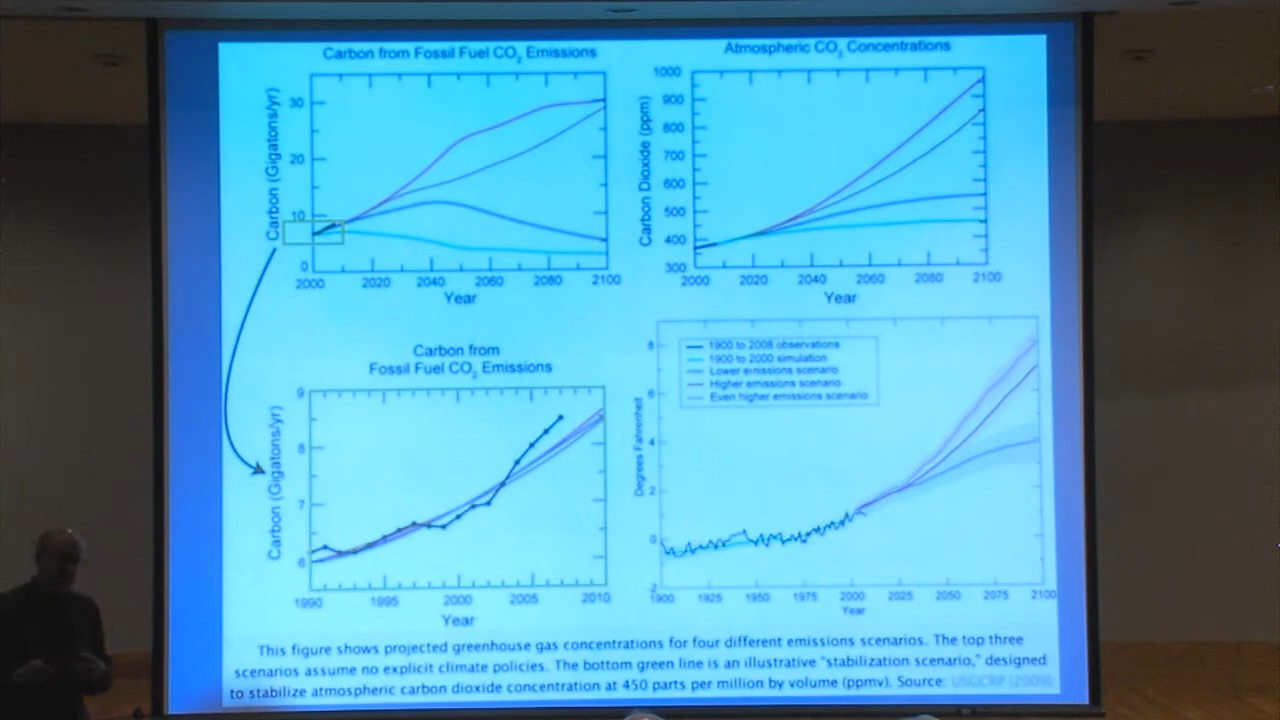 Carbon from Fossil Fuel CO₂ Emissions
Carbon (Gigatons/yr)
30
20
10
0
2000 2020 2040 2060 2080 2100
Year
Atmospheric CO₂ Concentrations
Carbon Dioxide (ppm)
1000
900
800
700
600
500
400
300
2000 2020 2040 2060 2080 2100
Year
Carbon from
Fossil Fuel CO₂ Emissions
Carbon (Gigatons/yr)
9
8
7
6
1990 1995 2000 2005 2010
Year
1900 to 2008 observations
1900 to 2000 simulation
Lower emissions scenario
Higher emissions scenario
Even higher emissions scenario
Degrees Fahrenheit
8
6
4
2
0
-2
1900 1925 1950 1975 2000 2025 2050 2075 2100
Year
This figure shows projected greenhouse gas concentrations for four different emissions scenarios. The top three
scenarios assume no explicit climate policies. The bottom green line is an illustrative "stabilization scenario," designed
to stabilize atmospheric carbon dioxide concentration at 450 parts per million by volume (ppmv). Source: USGCRP (2009)